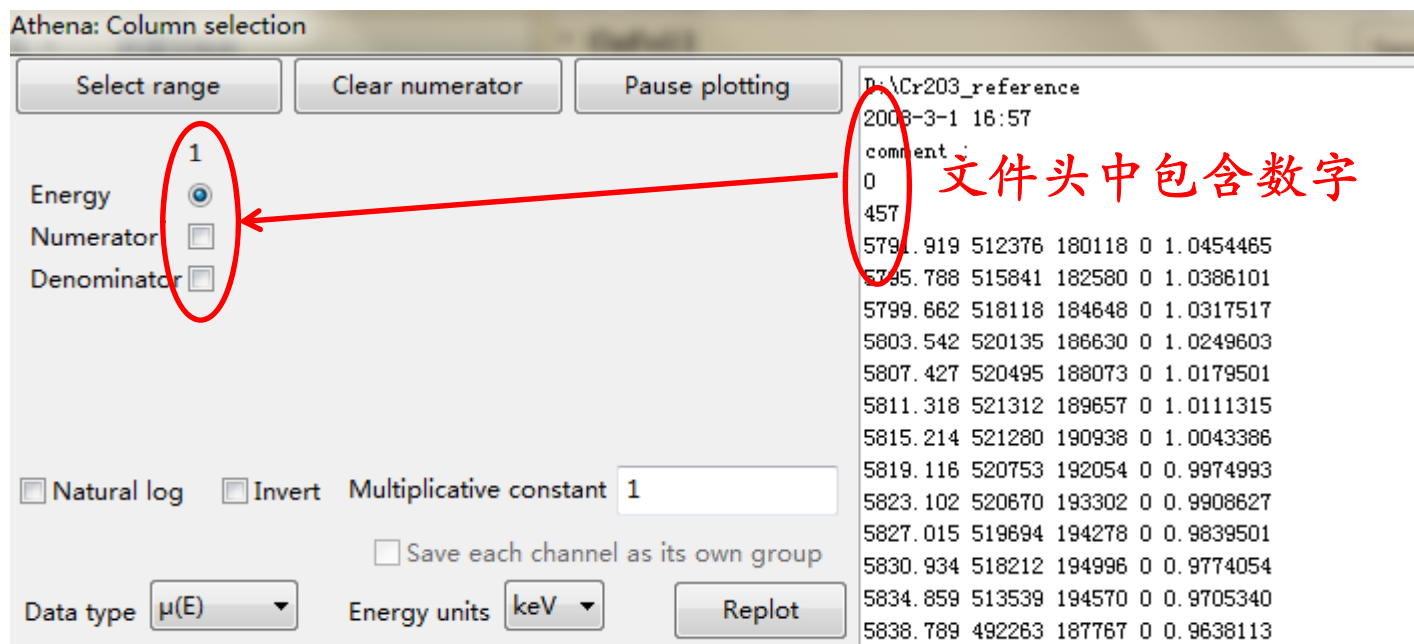 Athena: Column selection
Select range
Clear numerator
Pause plotting
1
Energy
Numerator
Denominator
Natural log
Invert
Multiplicative constant
1
Save each channel as its own group
Data type
μ(E)
Energy units
keV
Replot
D:\Cr203_reference
2008-3-1 16:57
comment :
0
457
文件头中包含数字
5791.919 512376 180118 0 1.0454465
5795.788 515841 182580 0 1.0386101
5799.662 518118 184648 0 1.0317517
5803.542 520135 186630 0 1.0249603
5807.427 520495 188073 0 1.0179501
5811.318 521312 189657 0 1.0111315
5815.214 521280 190938 0 1.0043386
5819.116 520753 192054 0 0.9974993
5823.102 520670 193302 0 0.9908627
5827.015 519694 194278 0 0.9839501
5830.934 518212 194996 0 0.9774054
5834.859 513539 194570 0 0.9705340
5838.789 492263 187767 0 0.9638113